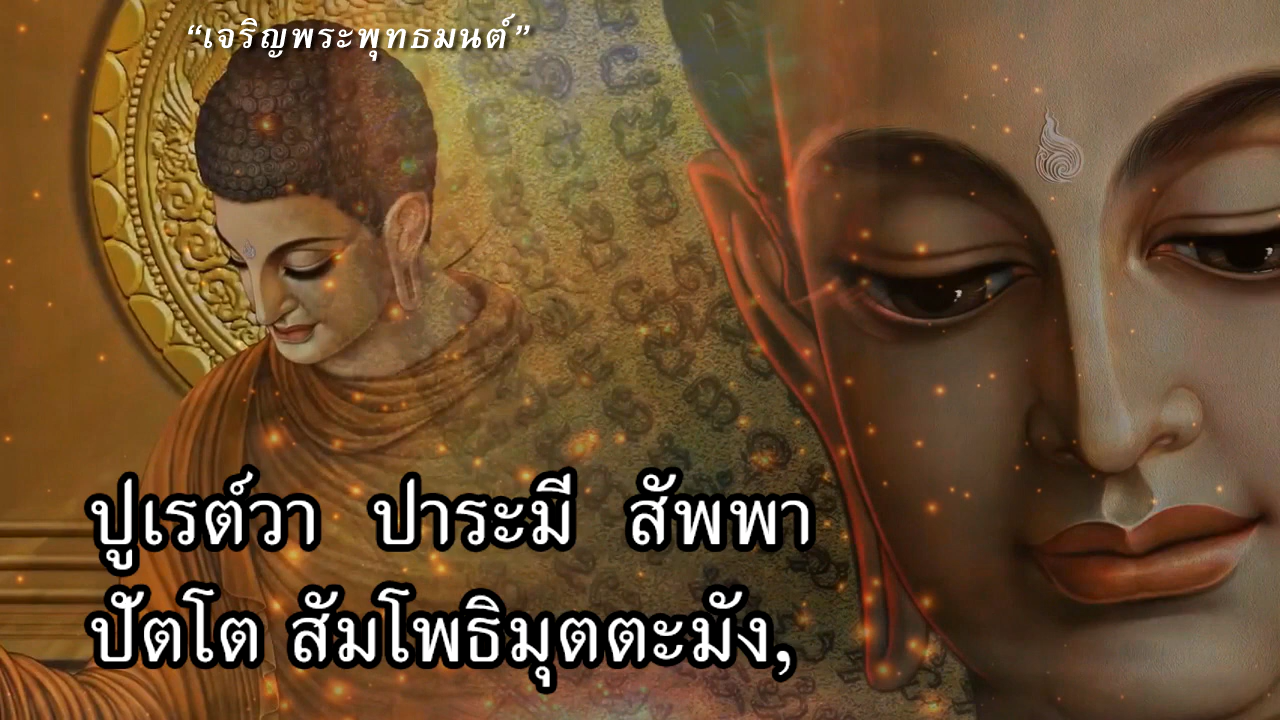 “เจริญพระพุทธมนต์”
ปูเรต์วา ปาระมี สัพพา
ปัตโต สัมโพธิมุตตะมัง,